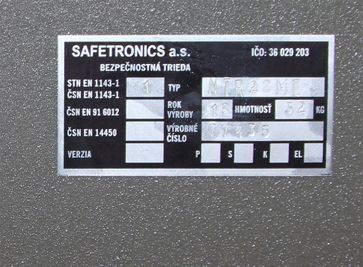 SAFETRONICS a.s. IČO: 36 029 203
BEZPEČNOSTNÁ TRIEDA
STN EN 1143-1
ČSN EN 1143-1
1
TYP
ČSN EN 91 6012
ROK
VÝROBY
HMOTNOSŤ
KG
ČSN EN 14450
VÝROBNÉ
ČÍSLO
VERZIA P S K EL